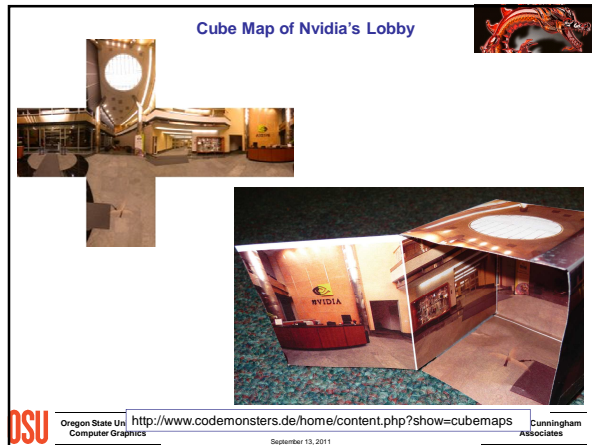 Cube Map of Nvidia's Lobby
NVIDIA
http://www.codemonsters.de/home/content.php?show=cubemaps
OSU
Oregon State Un
Computer Graphics
Cunningham
Associates
September 13, 2011